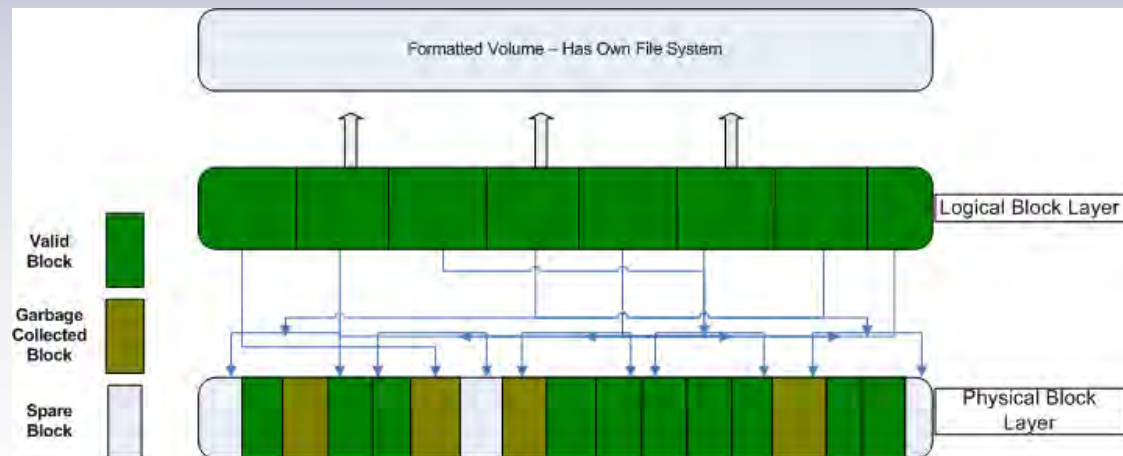 Formatted Volume – Has Own File System
Logical Block Layer
Valid
Block
Garbage
Collected
Block
Spare
Block
Physical Block
Layer